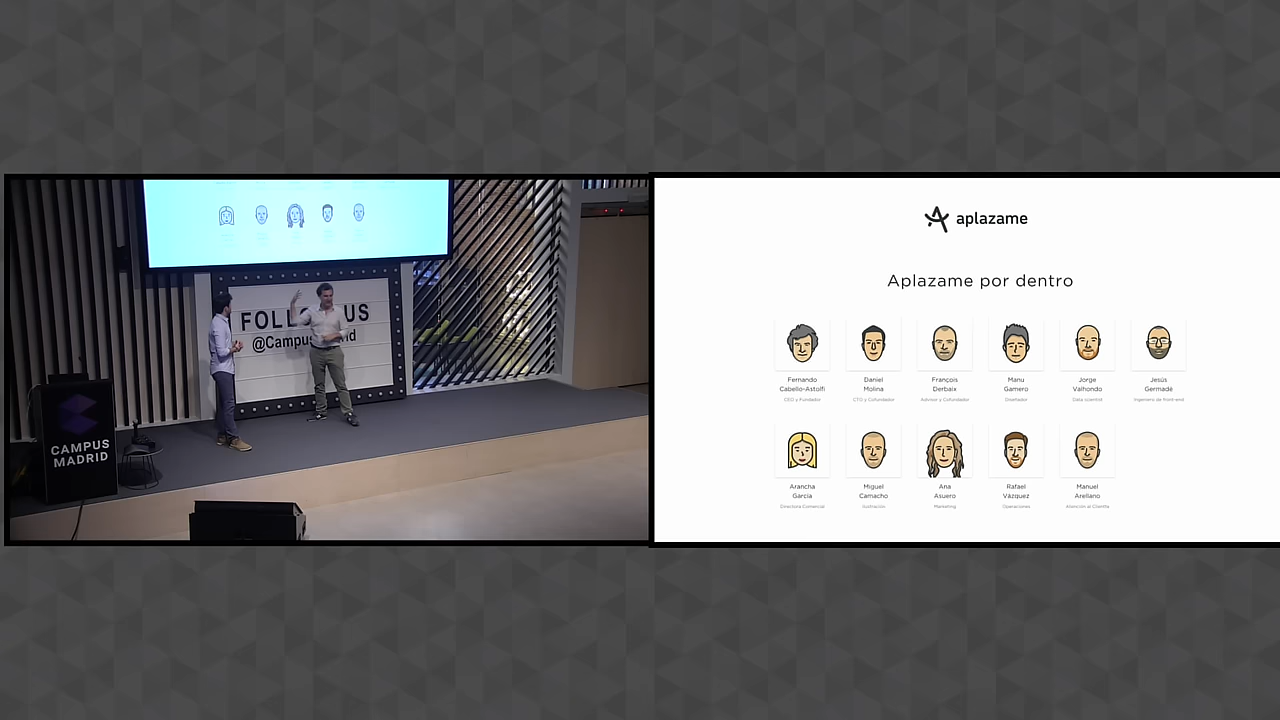 FOLL US
@Campus id
CAMPUS
MADRID
aplazame
Aplazame por dentro
Fernando
Cabello-Astolfi
CEO y Fundador
Daniel
Molina
CTO y Cofundador
François
Derbaix
Advisor y Cofundador
Manu
Gamero
Diseñador
Jorge
Valhondo
Data scientist
Jesús
Germade
Ingeniero de front-end
Arancha
García
Directora Comercial
Miguel
Camacho
Ilustración
Ana
Asuero
Marketing
Rafael
Vázquez
Operaciones
Manuel
Arellano
Atención al Cliente